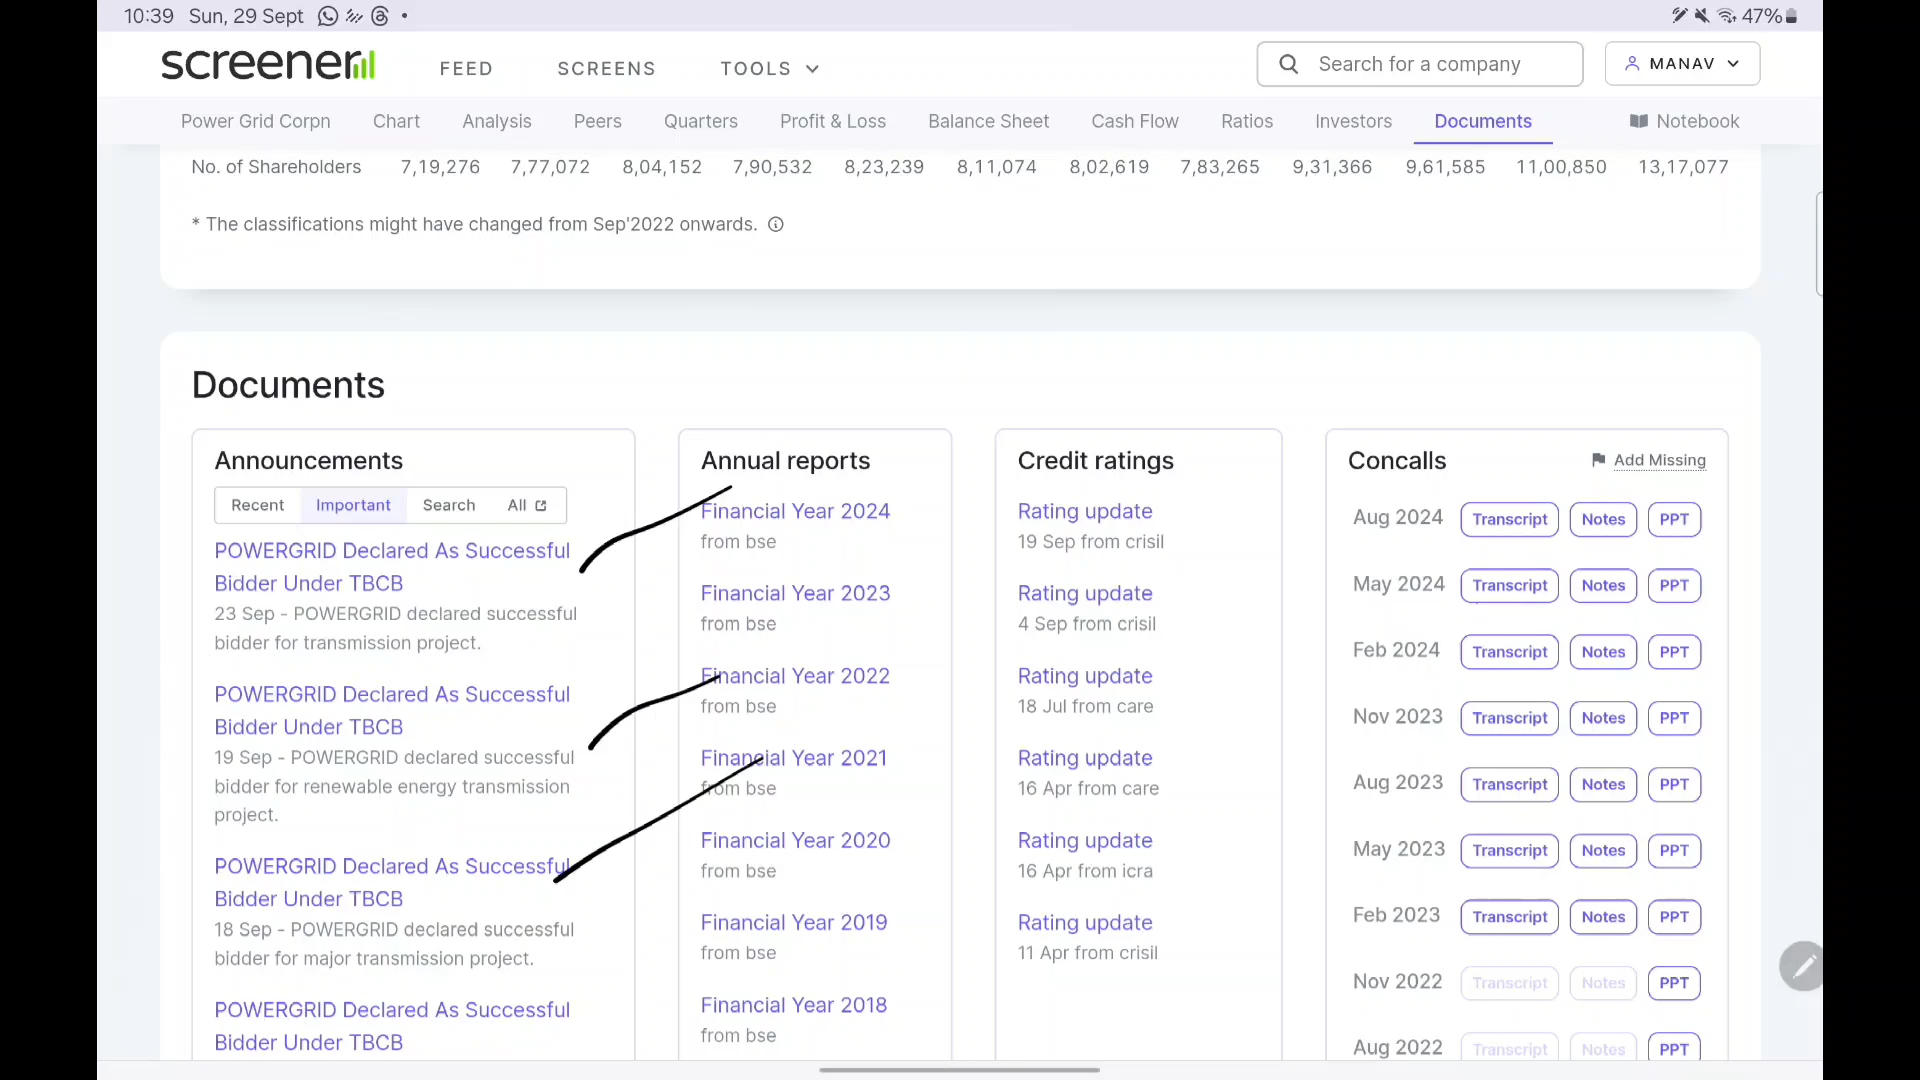 10:39 Sun, 29 Sept
47%
screener
FEED
SCREENS
TOOLS
Search for a company
MANAV
Power Grid Corpn Chart Analysis Peers Quarters Profit & Loss Balance Sheet Cash Flow Ratios Investors Documents Notebook
No. of Shareholders 7,19,276 7,77,072 8,04,152 7,90,532 8,23,239 8,11,074 8,02,619 7,83,265 9,31,366 9,61,585 11,00,850 13,17,077
* The classifications might have changed from Sep'2022 onwards.
Documents
Announcements
Recent Important Search All
POWERGRID Declared As Successful
Bidder Under TBCB
23 Sep - POWERGRID declared successful
bidder for transmission project.
POWERGRID Declared As Successful
Bidder Under TBCB
19 Sep - POWERGRID declared successful
bidder for renewable energy transmission
project.
POWERGRID Declared As Successful
Bidder Under TBCB
18 Sep - POWERGRID declared successful
bidder for major transmission project.
POWERGRID Declared As Successful
Bidder Under TBCB
Annual reports
Financial Year 2024
from bse
Financial Year 2023
from bse
Financial Year 2022
from bse
Financial Year 2021
from bse
Financial Year 2020
from bse
Financial Year 2019
from bse
Financial Year 2018
from bse
Credit ratings
Rating update
19 Sep from crisil
Rating update
4 Sep from crisil
Rating update
18 Jul from care
Rating update
16 Apr from care
Rating update
16 Apr from icra
Rating update
11 Apr from crisil
Concalls
Add Missing
Aug 2024 Transcript Notes PPT
May 2024 Transcript Notes PPT
Feb 2024 Transcript Notes PPT
Nov 2023 Transcript Notes PPT
Aug 2023 Transcript Notes PPT
May 2023 Transcript Notes PPT
Feb 2023 Transcript Notes PPT
Nov 2022 Transcript Notes PPT
Aug 2022 Transcript Notes PPT